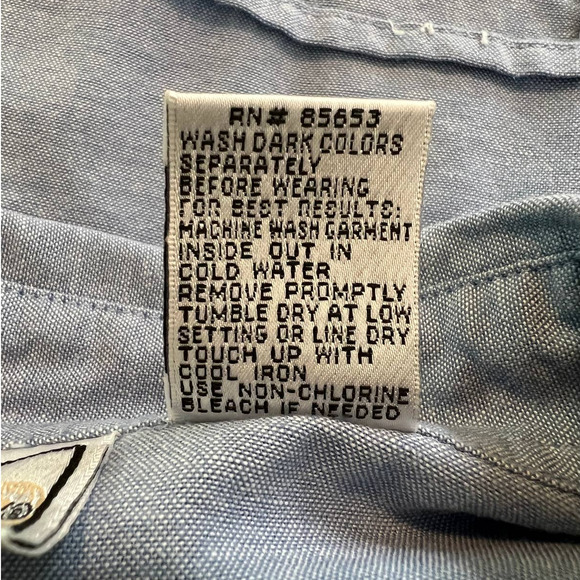 RN# 85653
WASH DARK COLORS
SEPARATELY
BEFORE WEARING
FOR BEST RESULTS:
MACHINE WASH GARMENT
INSIDE OUT IN
COLD WATER
REMOVE PROMPTLY
TUMBLE DRY AT LOW
SETTING OR LINE DRY
TOUCH UP WITH
COOL IRON
USE NON-CHLORINE
BLEACH IF NEEDED